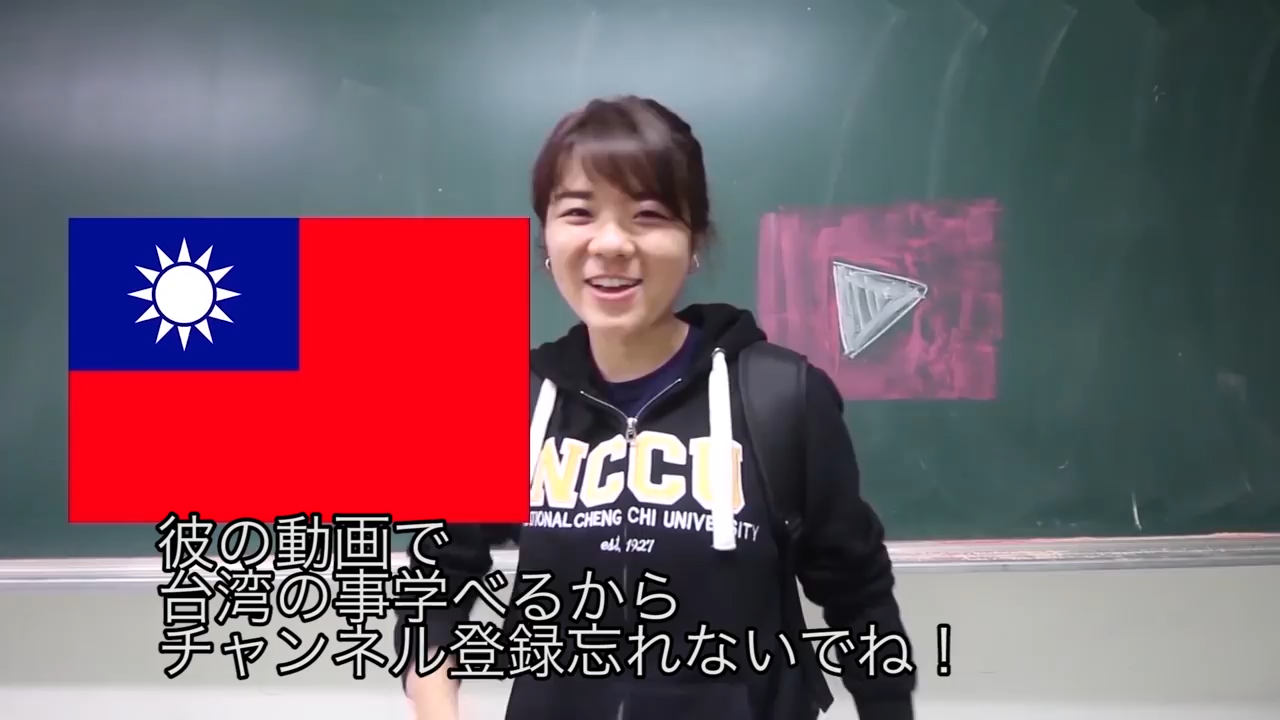 NCCU
NATIONAL CHENG CHI UNIVERSITY
est. 1927
彼の動画で
台湾の事学べるから
チャンネル登録忘れないでね!